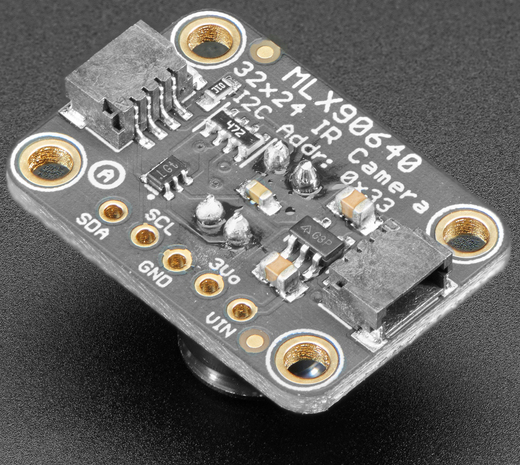 MLX90640
32x24 IR Camera
I2C Addr: 0x33
472
A
SDA
SCL
GND
3Vo
VIN